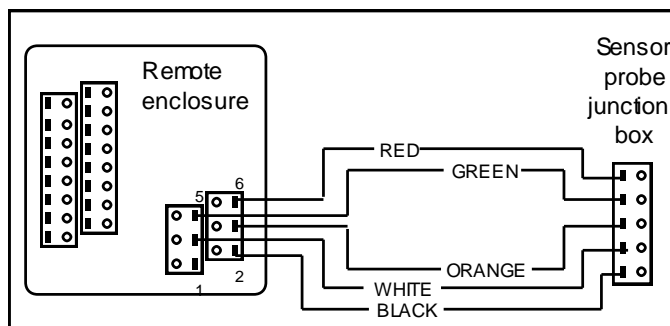 Remote
enclosure
Sensor
probe
junction
box
RED
GREEN
6
5
ORANGE
WHITE
1
2
BLACK